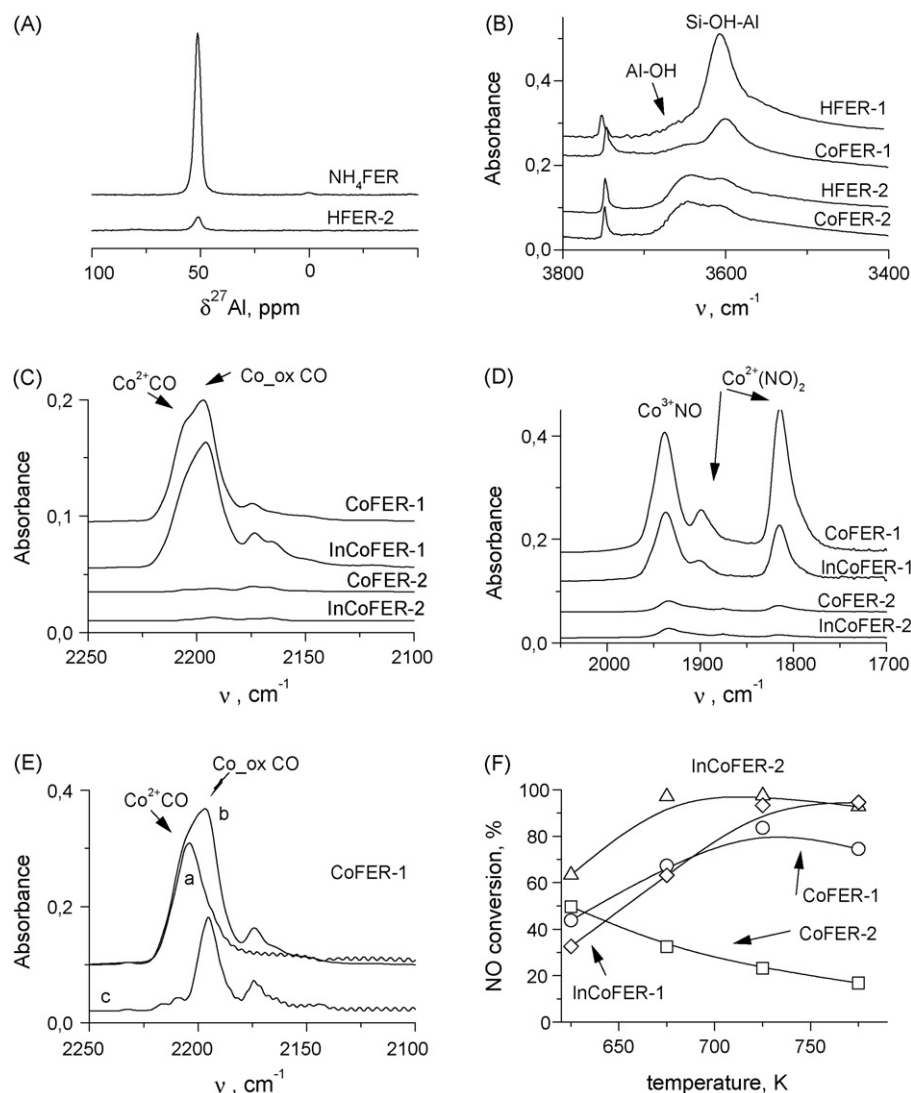 (A)
NH₄FER
HFER-2
100 50 0
δ²⁷Al, ppm
(B)
Si-OH-Al
Al-OH
HFER-1
CoFER-1
HFER-2
CoFER-2
Absorbance
0,4
0,2
0,0
3800 3600 3400
ν, cm⁻¹
(C)
Co²⁺CO
Co_ox CO
CoFER-1
InCoFER-1
CoFER-2
InCoFER-2
Absorbance
0,2
0,1
0,0
2250 2200 2150 2100
ν , cm⁻¹
(D)
Co³⁺NO
Co²⁺(NO)₂
CoFER-1
InCoFER-1
CoFER-2
InCoFER-2
Absorbance
0,4
0,2
0,0
2000 1900 1800 1700
ν , cm⁻¹
(E)
Co_ox CO
Co²⁺CO
b
a
c
CoFER-1
Absorbance
0,4
0,2
0,0
2250 2200 2150 2100
ν , cm⁻¹
(F)
InCoFER-2
CoFER-1
CoFER-2
InCoFER-1
NO conversion, %
100
80
60
40
20
0
650 700 750
temperature, K